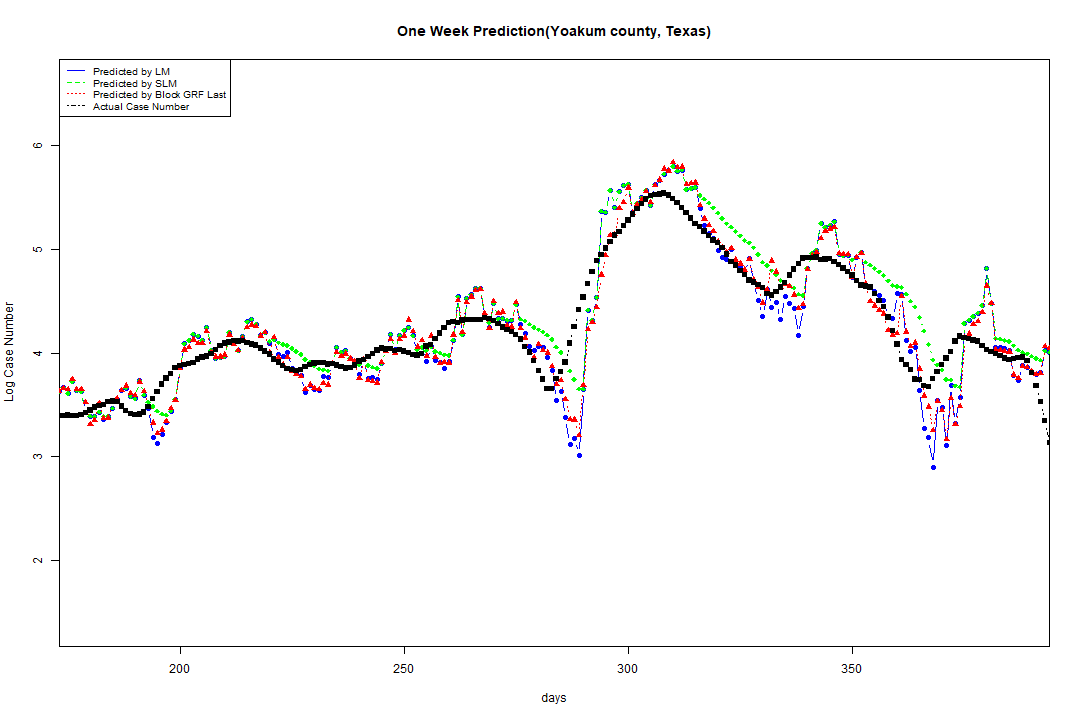 One Week Prediction(Yoakum county, Texas)
Predicted by LM
Predicted by SLM
Predicted by Block GRF Last
Actual Case Number
Log Case Number
6
5
4
3
2
200
250
300
350
days